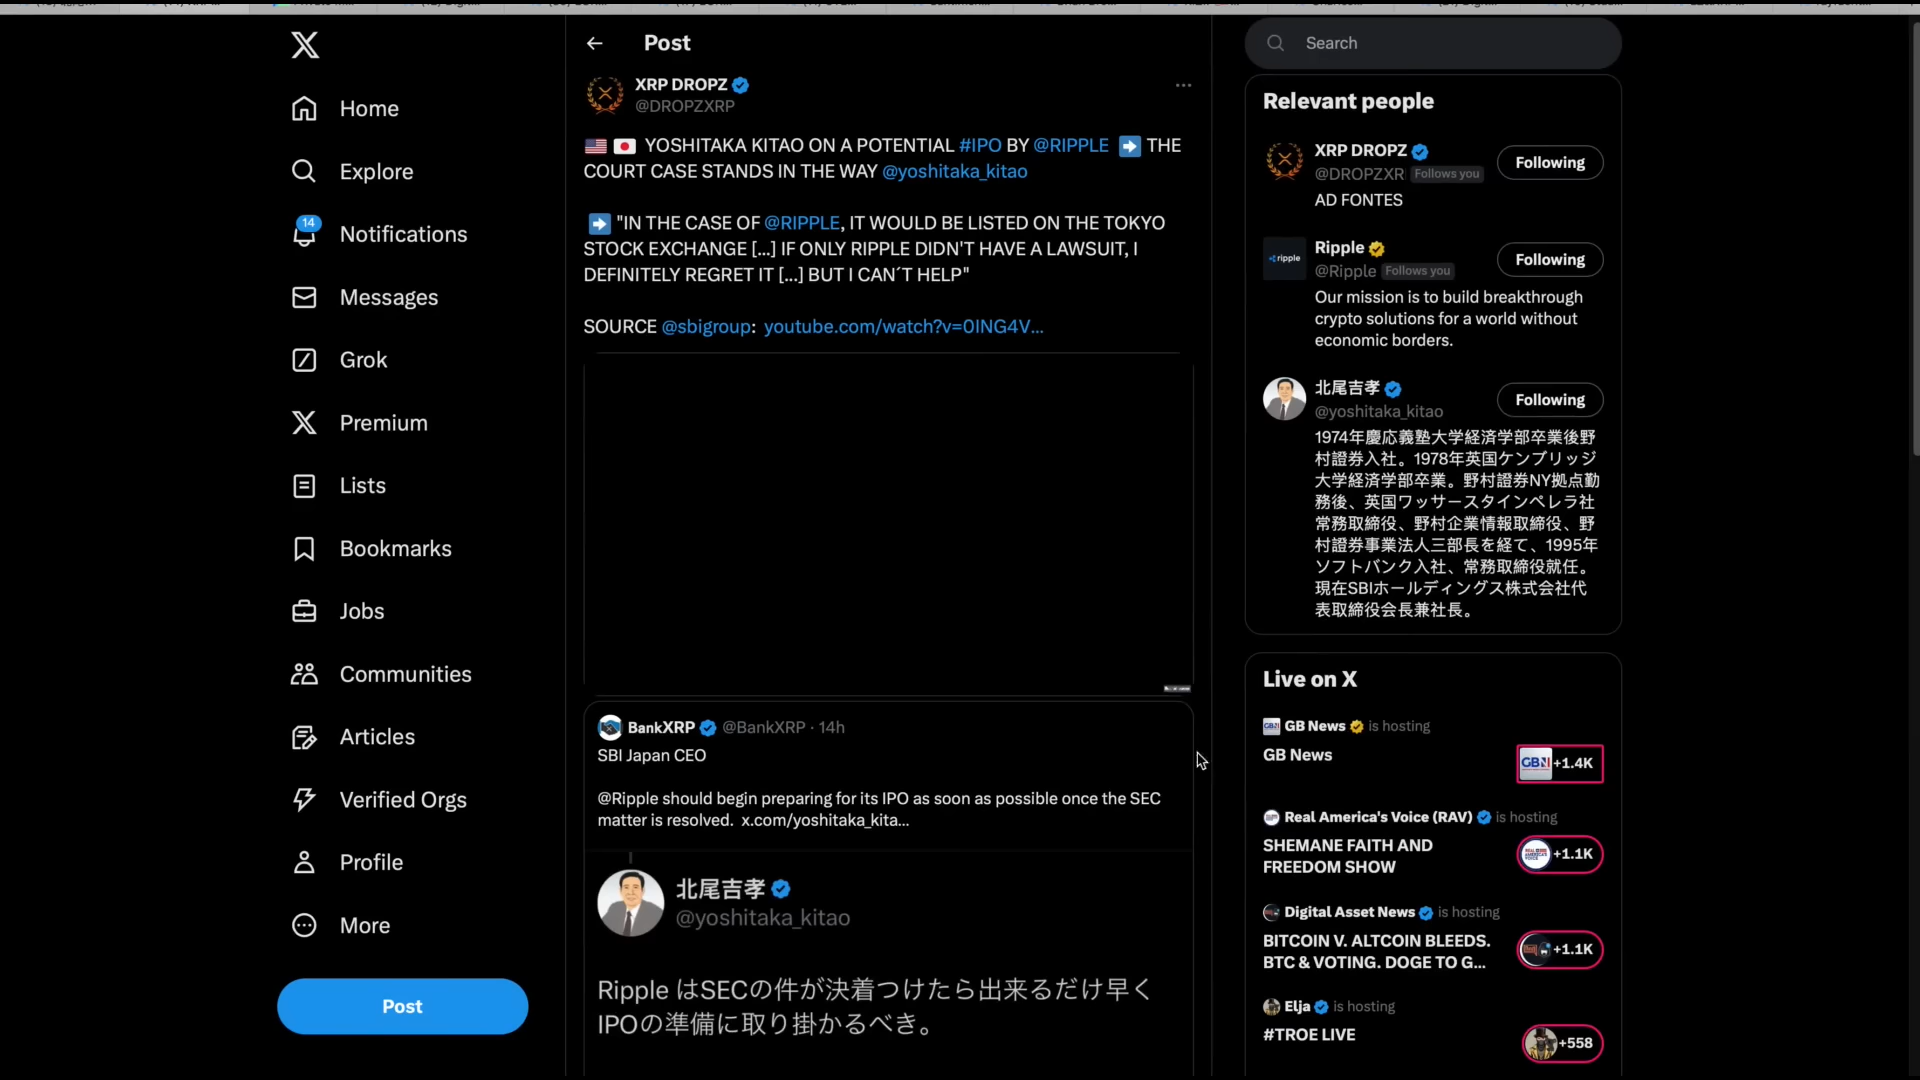 Post
XRP DROPZ
@DROPZXRP
YOSHITAKA KITAO ON A POTENTIAL #IPO BY @RIPPLE ➡ THE
COURT CASE STANDS IN THE WAY @yoshitaka_kitao
➡ "IN THE CASE OF @RIPPLE, IT WOULD BE LISTED ON THE TOKYO
STOCK EXCHANGE [...] IF ONLY RIPPLE DIDN'T HAVE A LAWSUIT, I
DEFINITELY REGRET IT [...] BUT I CAN´T HELP"
SOURCE @sbigroup: youtube.com/watch?v=0ING4V...
BankXRP @BankXRP · 14h
SBI Japan CEO
@Ripple should begin preparing for its IPO as soon as possible once the SEC
matter is resolved. x.com/yoshitaka_kita...
北尾吉孝
@yoshitaka_kitao
Ripple はSECの件が決着つけたら出来るだけ早く
IPOの準備に取り掛かるべき。
Home
Explore
14
Notifications
Messages
Grok
Premium
Lists
Bookmarks
Jobs
Communities
Articles
Verified Orgs
Profile
More
Post
Search
Relevant people
XRP DROPZ
@DROPZXR Follows you
Following
AD FONTES
Ripple
@Ripple Follows you
Following
ripple
Our mission is to build breakthrough
crypto solutions for a world without
economic borders.
北尾吉孝
@yoshitaka_kitao
Following
1974年慶応義塾大学経済学部卒業後野
村證券入社。1978年英国ケンブリッジ
大学経済学部卒業。野村證券NY拠点勤
務後、英国ワッサースタインペレラ社
常務取締役、野村企業情報取締役、野
村證券事業法人三部長を経て、1995年
ソフトバンク入社、常務取締役就任。
現在SBIホールディングス株式会社代
表取締役会長兼社長。
Live on X
GB News is hosting
GB News
GBN +1.4K
Real America's Voice (RAV) is hosting
SHEMANE FAITH AND
FREEDOM SHOW
+1.1K
Digital Asset News is hosting
BITCOIN V. ALTCOIN BLEEDS.
BTC & VOTING. DOGE TO G...
+1.1K
Elja is hosting
#TROE LIVE
+558